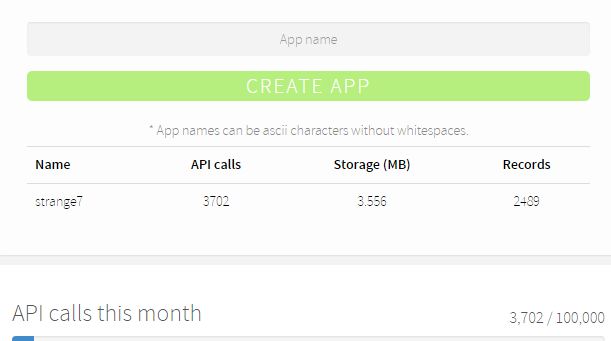 App name
CREATE APP
* App names can be ascii characters without whitespaces.
Name API calls Storage (MB) Records
strange7 3702 3.556 2489
API calls this month 3,702 / 100,000